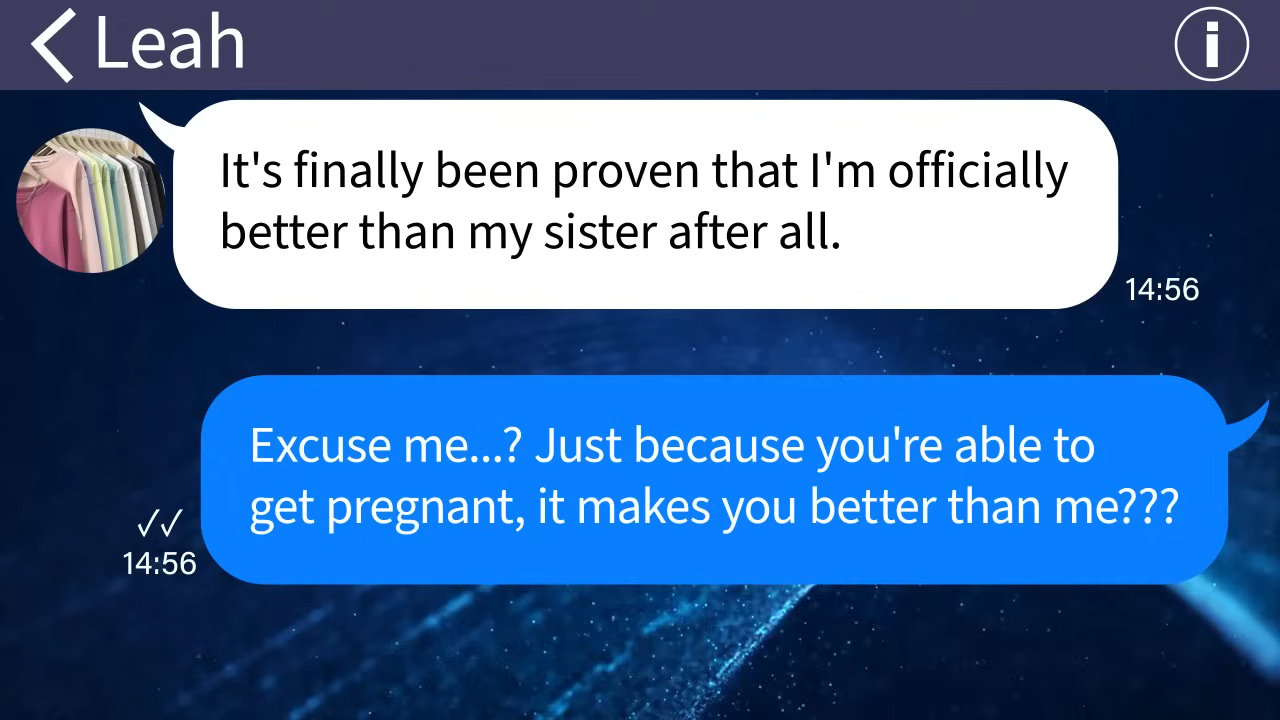 Leah
It's finally been proven that I'm officially
better than my sister after all.
14:56
Excuse me...? Just because you're able to
get pregnant, it makes you better than me???
✓✓
14:56